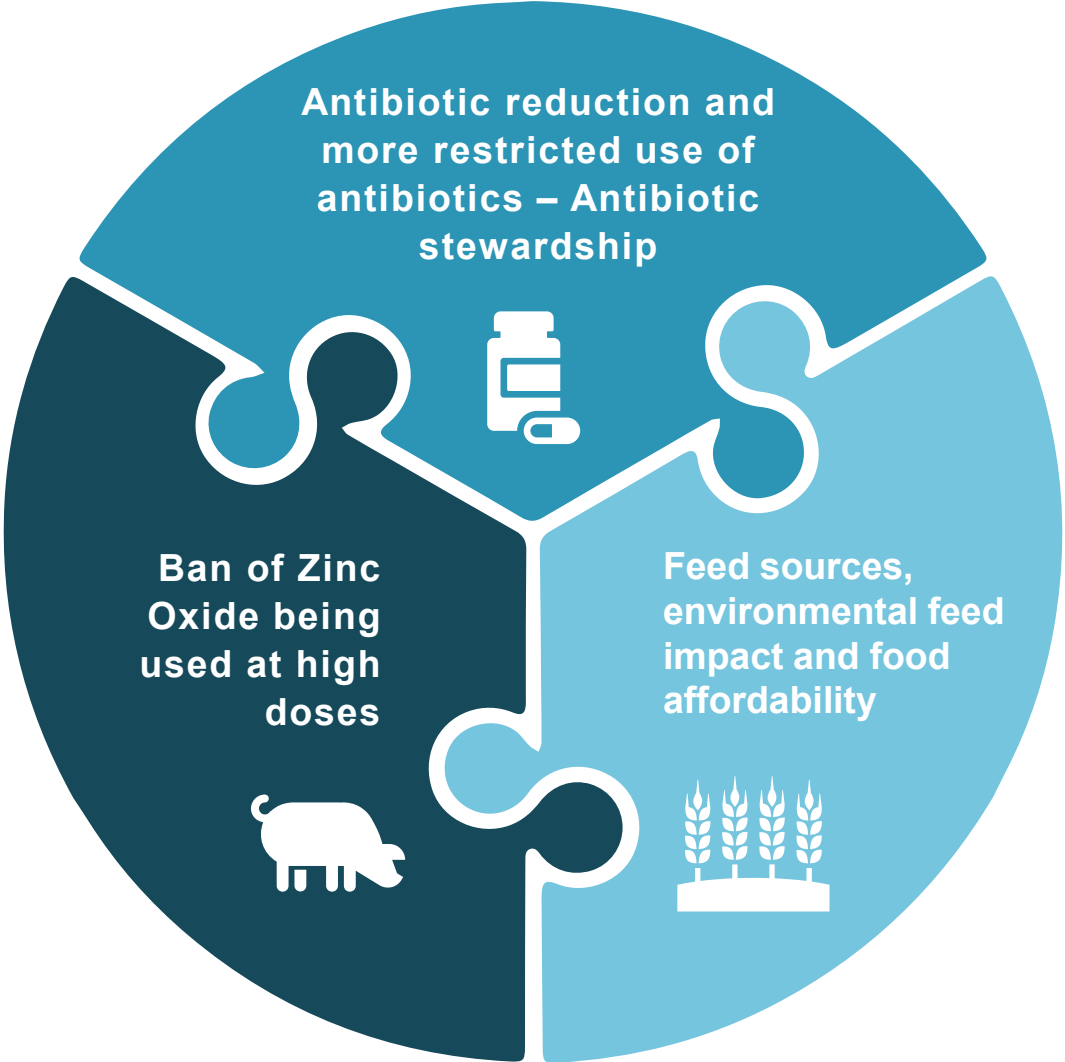 Antibiotic reduction and
more restricted use of
antibiotics – Antibiotic
stewardship
Ban of Zinc
Oxide being
used at high
doses
Feed sources,
environmental feed
impact and food
affordability